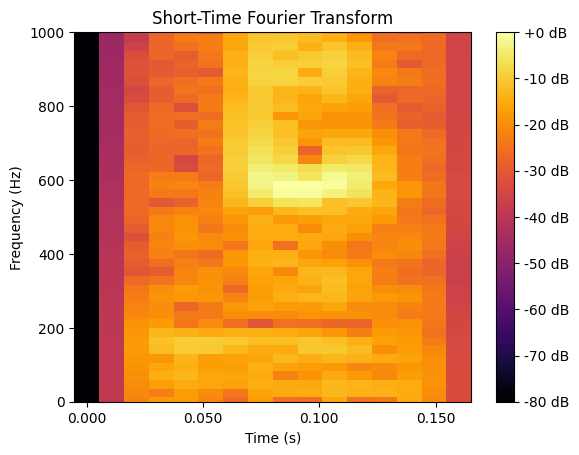 Short-Time Fourier Transform
1000
800
600
400
200
0
Frequency (Hz)
0.000
0.050
0.100
0.150
Time (s)
+0 dB
-10 dB
-20 dB
-30 dB
-40 dB
-50 dB
-60 dB
-70 dB
-80 dB